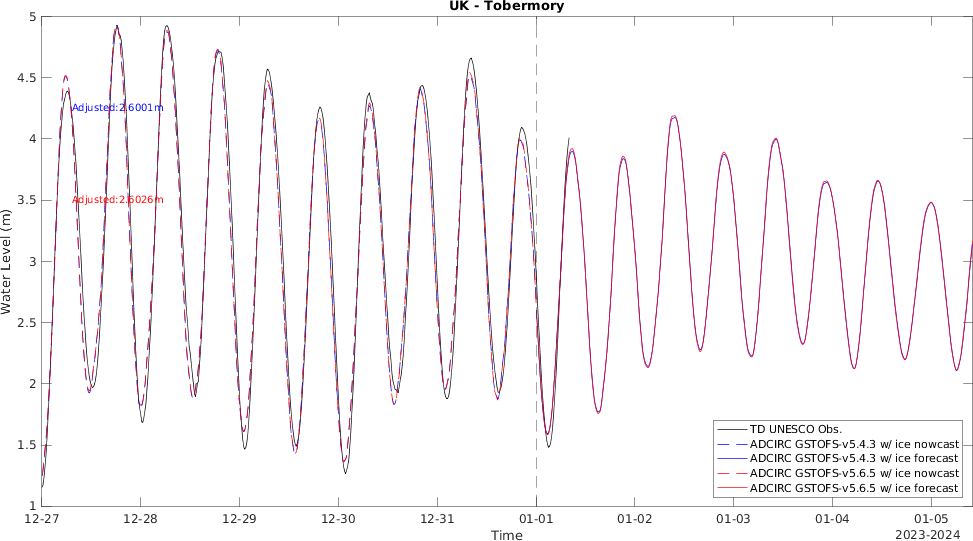 UK - Tobermory
5
4.5
4
3.5
3
2.5
2
1.5
1
Water Level (m)
Adjusted:2.6001m
Adjusted:2.6026m
TD UNESCO Obs.
ADCIRC GSTOFS-v5.4.3 w/ ice nowcast
ADCIRC GSTOFS-v5.4.3 w/ ice forecast
ADCIRC GSTOFS-v5.6.5 w/ ice nowcast
ADCIRC GSTOFS-v5.6.5 w/ ice forecast
12-27 12-28 12-29 12-30 12-31 01-01 01-02 01-03 01-04 01-05
Time
2023-2024